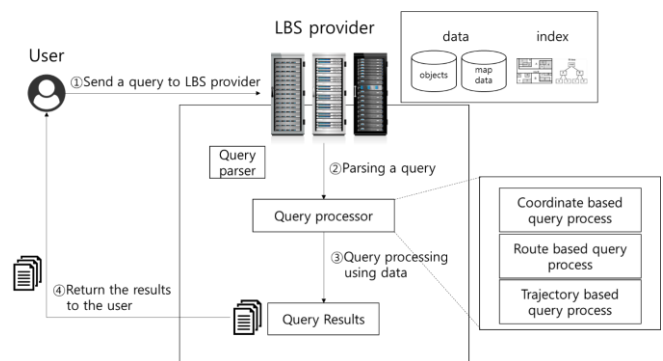 LBS provider
User
①Send a query to LBS provider
data
index
objects
map
data
Query
parser
②Parsing a query
Query processor
③Query processing
using data
Coordinate based
query process
Route based query
process
Trajectory based
query process
④Return the results
to the user
Query Results